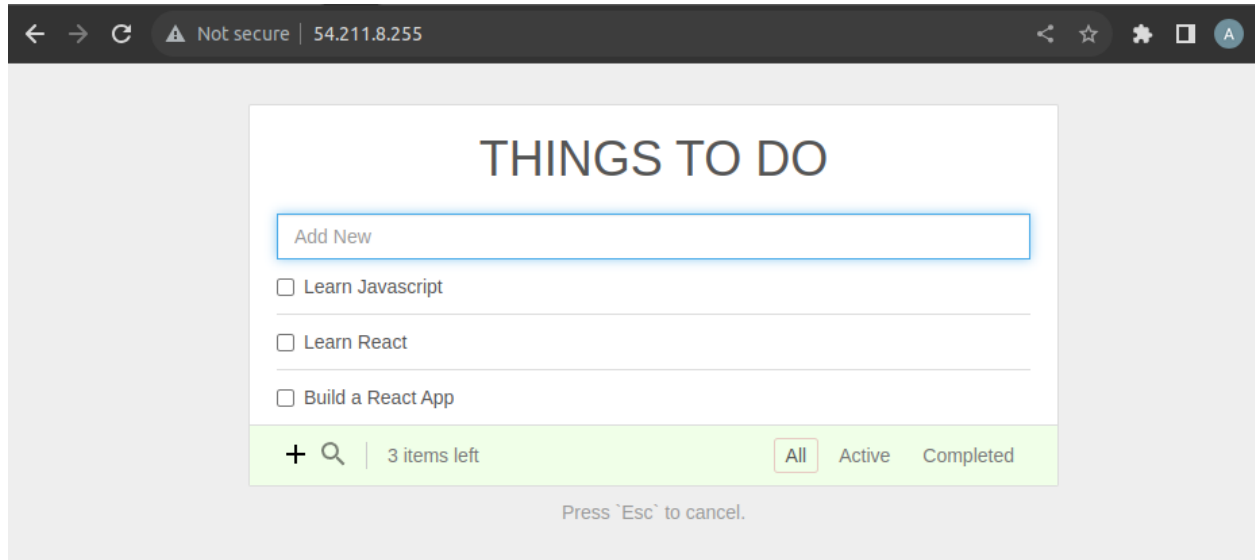 Not secure 54.211.8.255 A
THINGS TO DO
Add New
Learn Javascript
Learn React
Build a React App
3 items left All Active Completed
Press `Esc` to cancel.